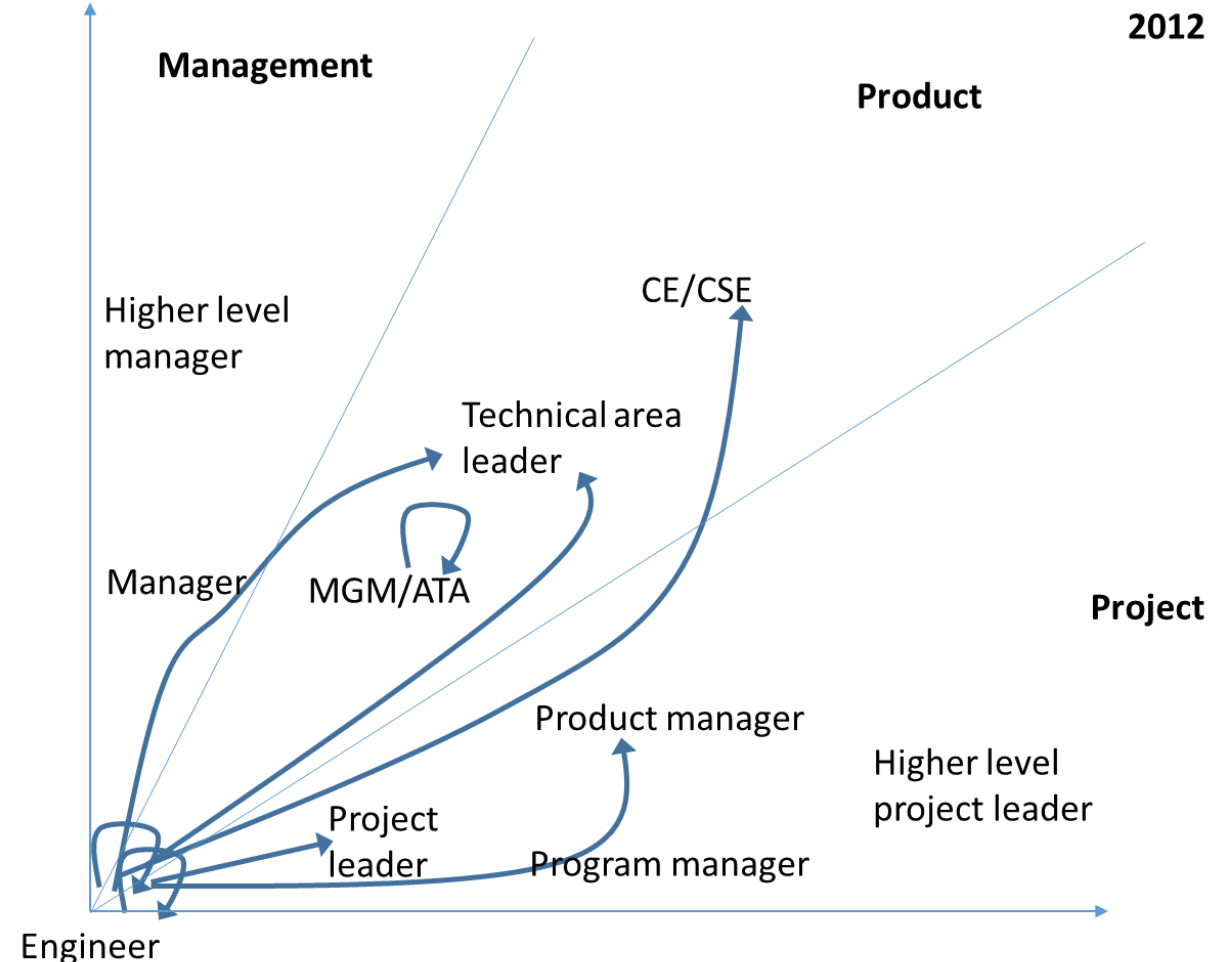 2012
Management
Product
CE/CSE
Higher level
manager
Technical area
leader
Manager
MGM/ATA
Project
Product manager
Higher level
project leader
Project
leader
Program manager
Engineer